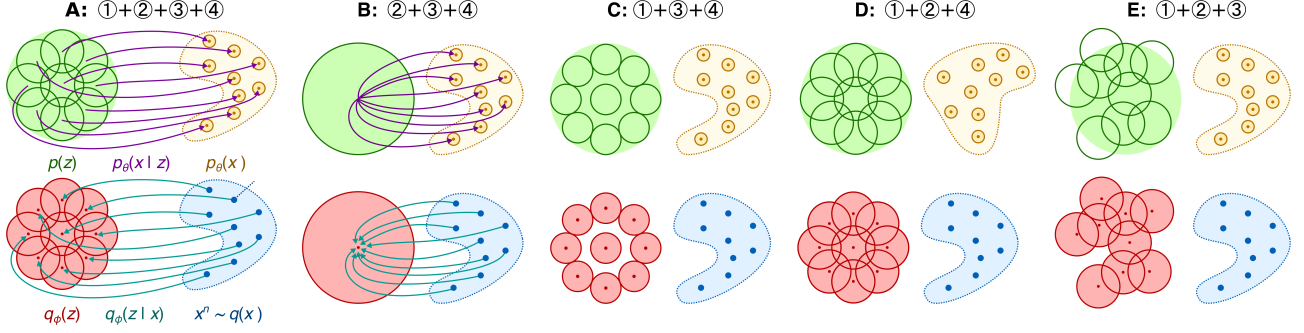 A: ①+②+③+④
B: ②+③+④
C: ①+③+④
D: ①+②+④
E: ①+②+③
p(z) pθ(x | z) pθ(x)
qϕ(z) qϕ(z | x) xⁿ ~ q(x)